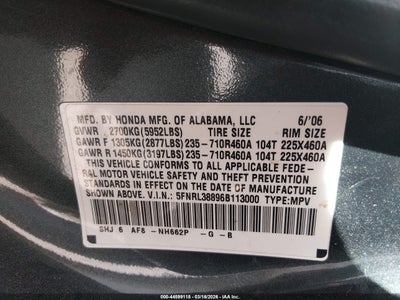 MFD. BY HONDA MFG. OF ALABAMA, LLC 6/'06
GVWR . 2700KG(5952LBS) TIRE SIZE RIM SIZE
GAWR F 1305KG(2877LBS) 235-710R460A 104T 225X460A
GAWR R 1450KG(3197LBS) 235-710R460A 104T 225X460A
THIS VEHICLE CONFORMS TO ALL APPLICABLE FEDE-
RAL MOTOR VEHICLE SAFETY AND THEFT PREVENTION
STANDARDS IN EFFECT ON THE DATE OF MANUFACTURE
SHOWN ABOVE. V.I.N.: 5FNRL38896B113000 TYPE:MPV
SHJ 6 AF8 -NH662P -G -B
000-44599118 - 03/18/2026 - IAA Inc.